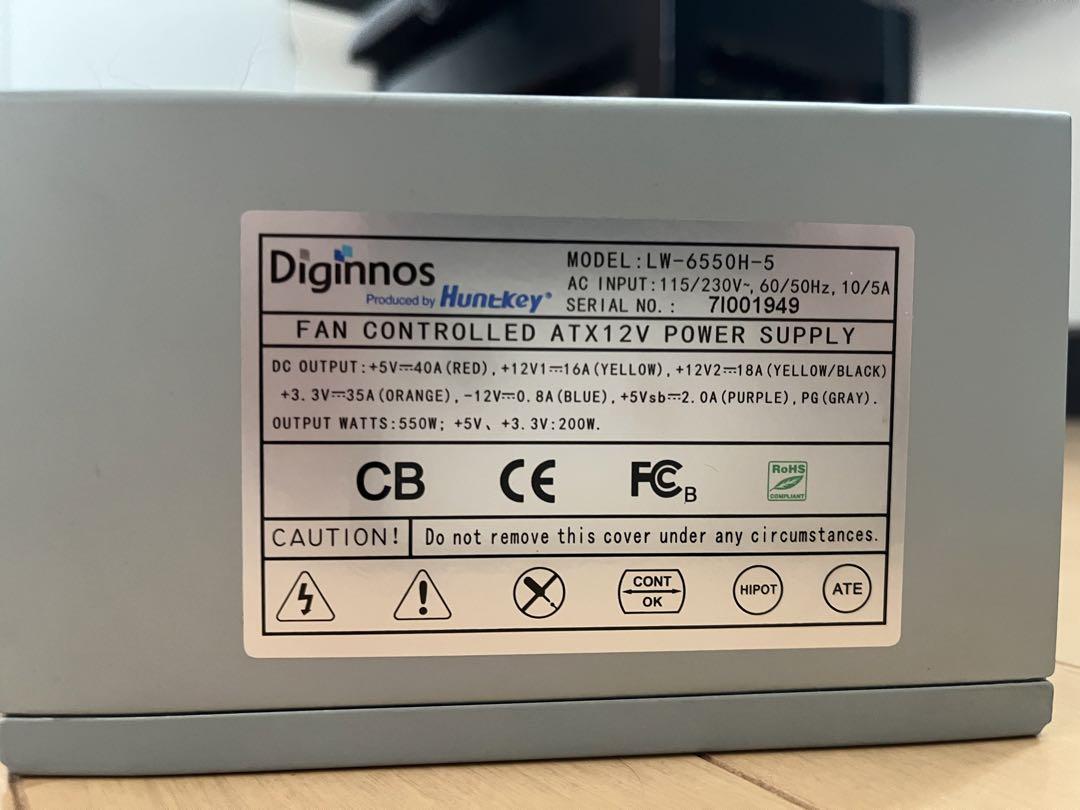 Diginnos
Produced by Huntkey®
MODEL:LW-6550H-5
AC INPUT:115/230V~, 60/50Hz, 10/5A
SERIAL NO.: 7I001949
FAN CONTROLLED ATX12V POWER SUPPLY
DC OUTPUT:+5V⎓40A(RED),+12V1⎓16A(YELLOW),+12V2⎓18A(YELLOW/BLACK)
+3.3V⎓35A(ORANGE),-12V⎓0.8A(BLUE),+5Vsb⎓2.0A(PURPLE),PG(GRAY).
OUTPUT WATTS:550W; +5V、+3.3V:200W.
CB CE FC B RoHS COMPLIANT
CAUTION! Do not remove this cover under any circumstances.
CONT OK HIPOT ATE